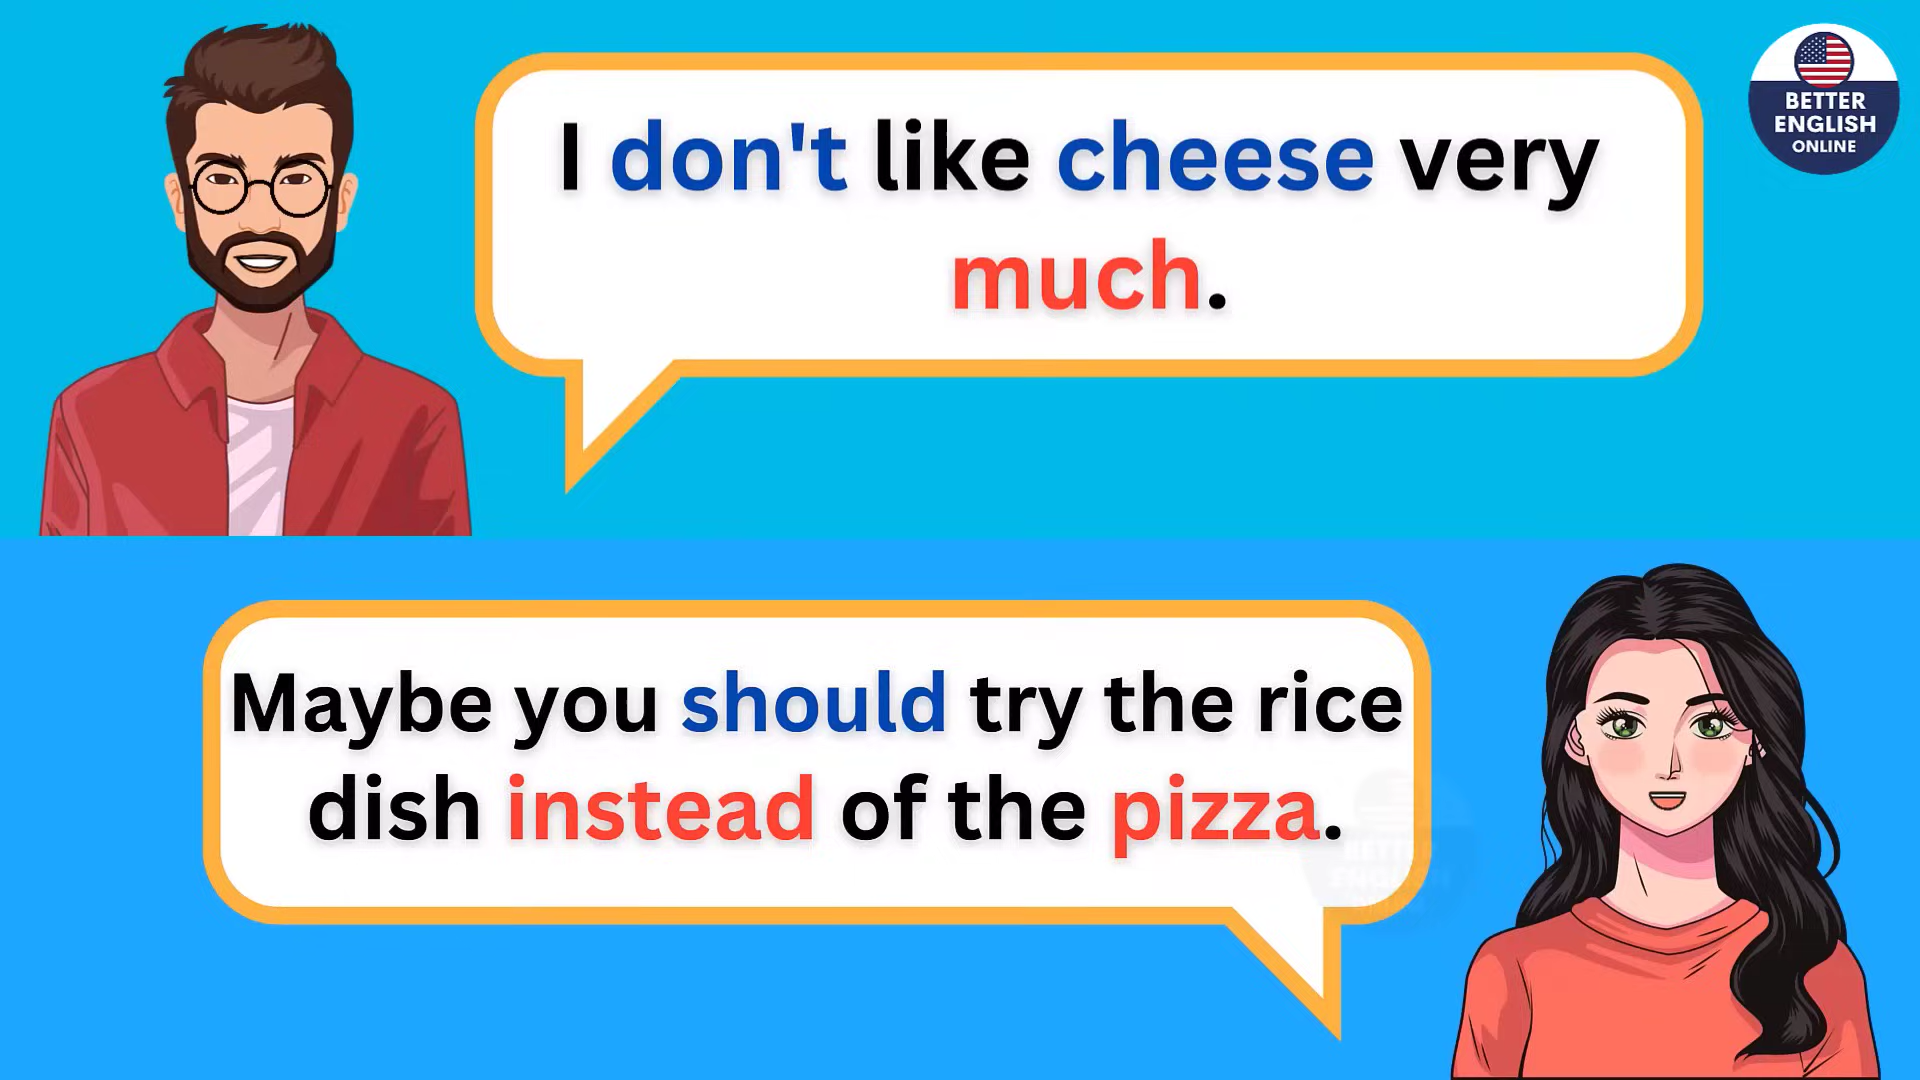 I don't like cheese very
much.
BETTER
ENGLISH
ONLINE
Maybe you should try the rice
dish instead of the pizza.